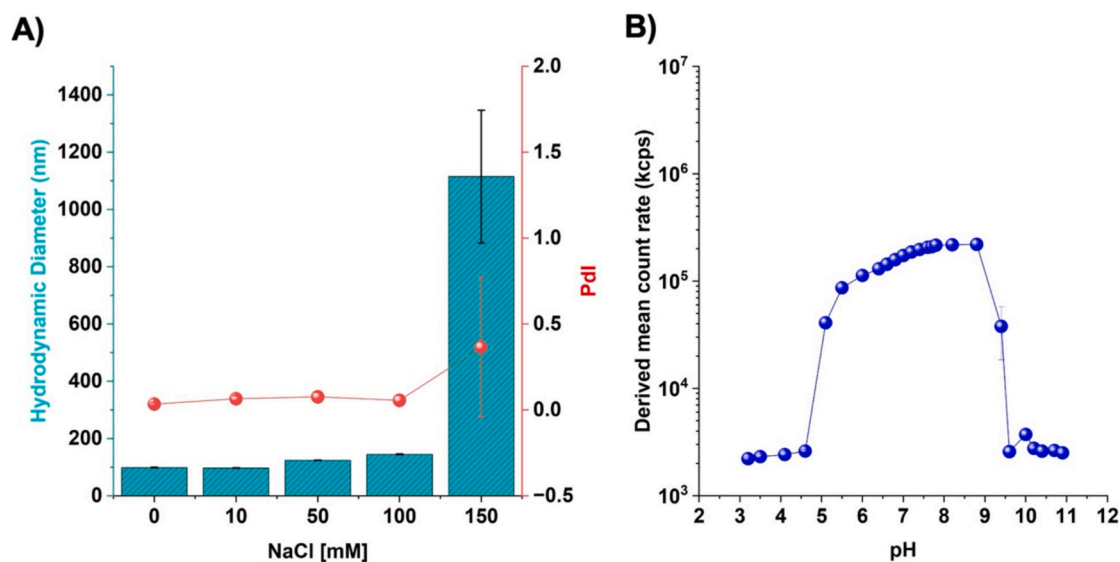 A)
Hydrodynamic Diameter (nm)
1400
1200
1000
800
600
400
200
0
0 10 50 100 150
NaCl [mM]
2.0
1.5
1.0
0.5
0.0
−0.5
PdI
B)
Derived mean count rate (kcps)
10⁷
10⁶
10⁵
10⁴
10³
2 3 4 5 6 7 8 9 10 11 12
pH